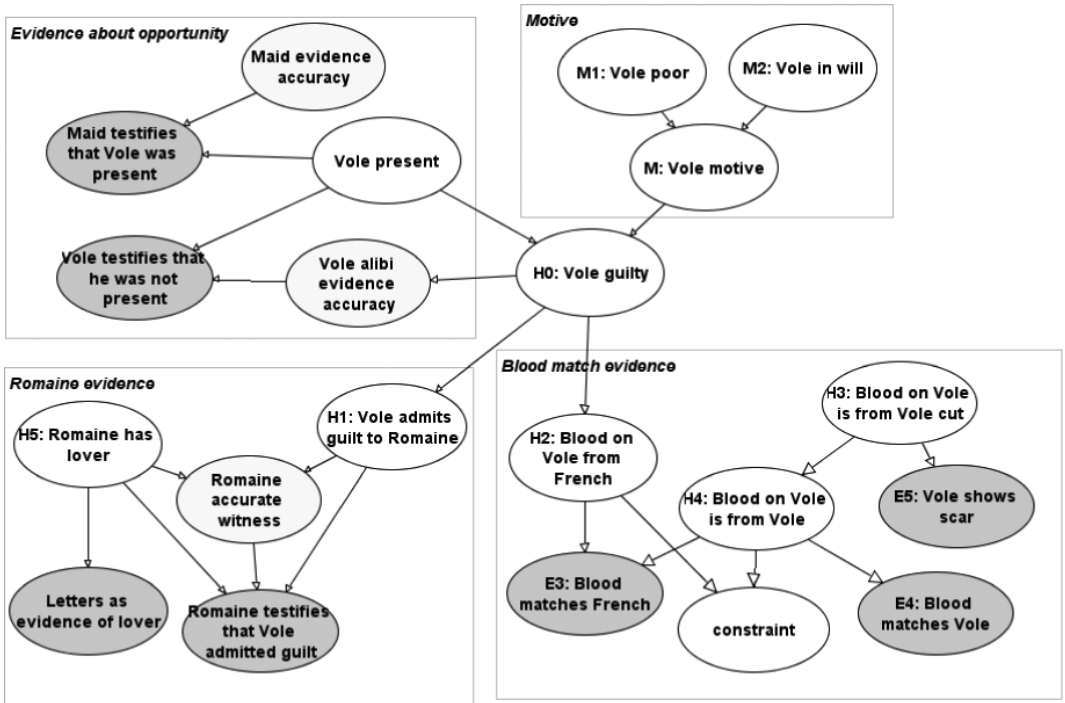 Evidence about opportunity
Maid evidence
accuracy
Maid testifies
that Vole was
present
Vole present
Vole testifies that
he was not
present
Vole alibi
evidence
accuracy
Motive
M1: Vole poor
M2: Vole in will
M: Vole motive
H0: Vole guilty
Romaine evidence
H5: Romaine has
lover
H1: Vole admits
guilt to Romaine
Romaine
accurate
witness
Letters as
evidence of lover
Romaine testifies
that Vole
admitted guilt
Blood match evidence
H3: Blood on Vole
is from Vole cut
H2: Blood on
Vole from
French
H4: Blood on Vole
is from Vole
E5: Vole shows
scar
E3: Blood
matches French
constraint
E4: Blood
matches Vole